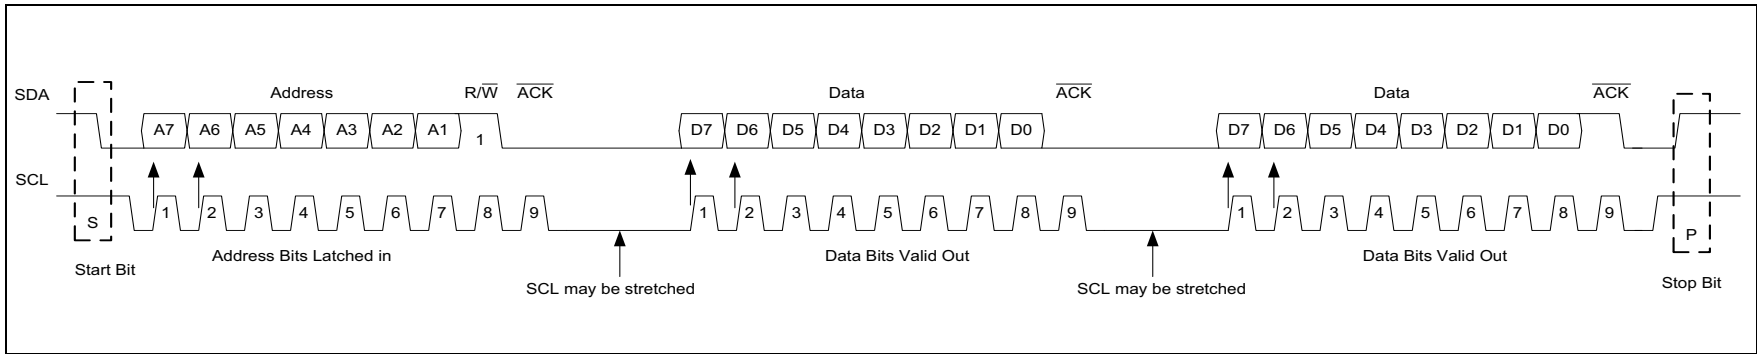 Address R/W ACK Data ACK Data ACK
SDA
A7 A6 A5 A4 A3 A2 A1 1 D7 D6 D5 D4 D3 D2 D1 D0 D7 D6 D5 D4 D3 D2 D1 D0
SCL
S 1 2 3 4 5 6 7 8 9 1 2 3 4 5 6 7 8 9 1 2 3 4 5 6 7 8 9 P
Address Bits Latched in Data Bits Valid Out Data Bits Valid Out
Start Bit SCL may be stretched SCL may be stretched Stop Bit